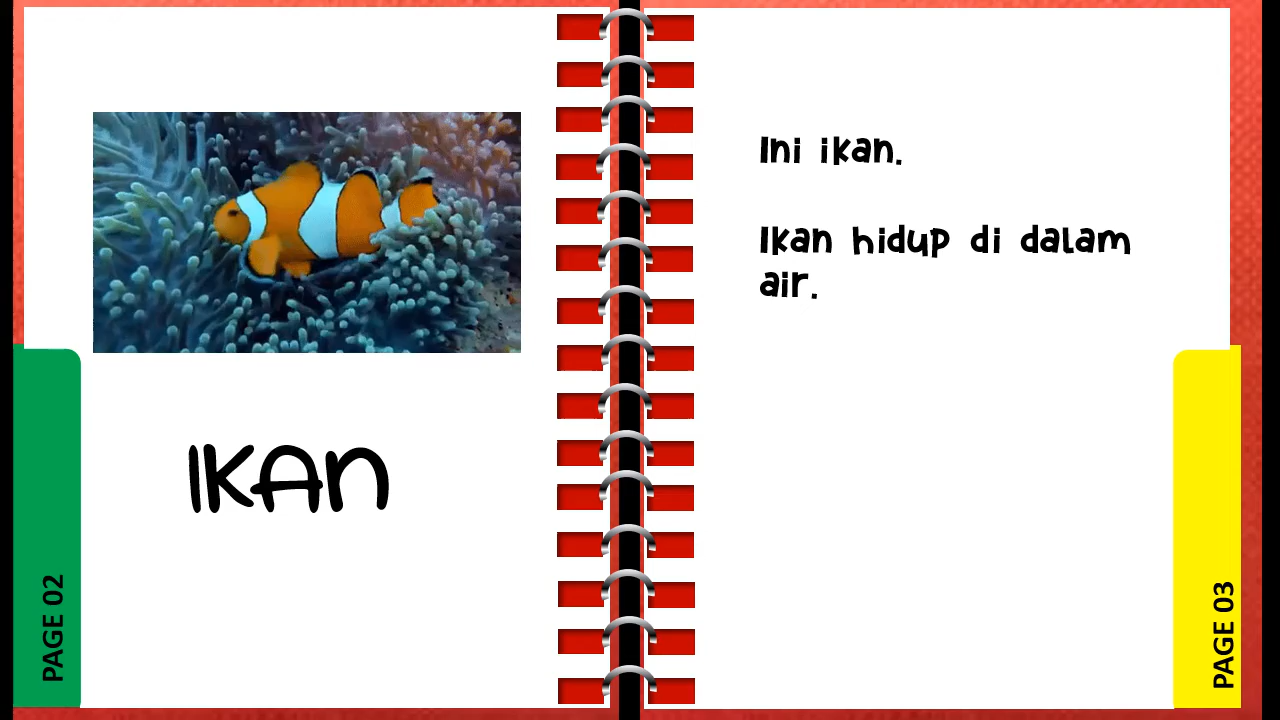 IKAN
PAGE 02
Ini ikan.
Ikan hidup di dalam
air.
PAGE 03